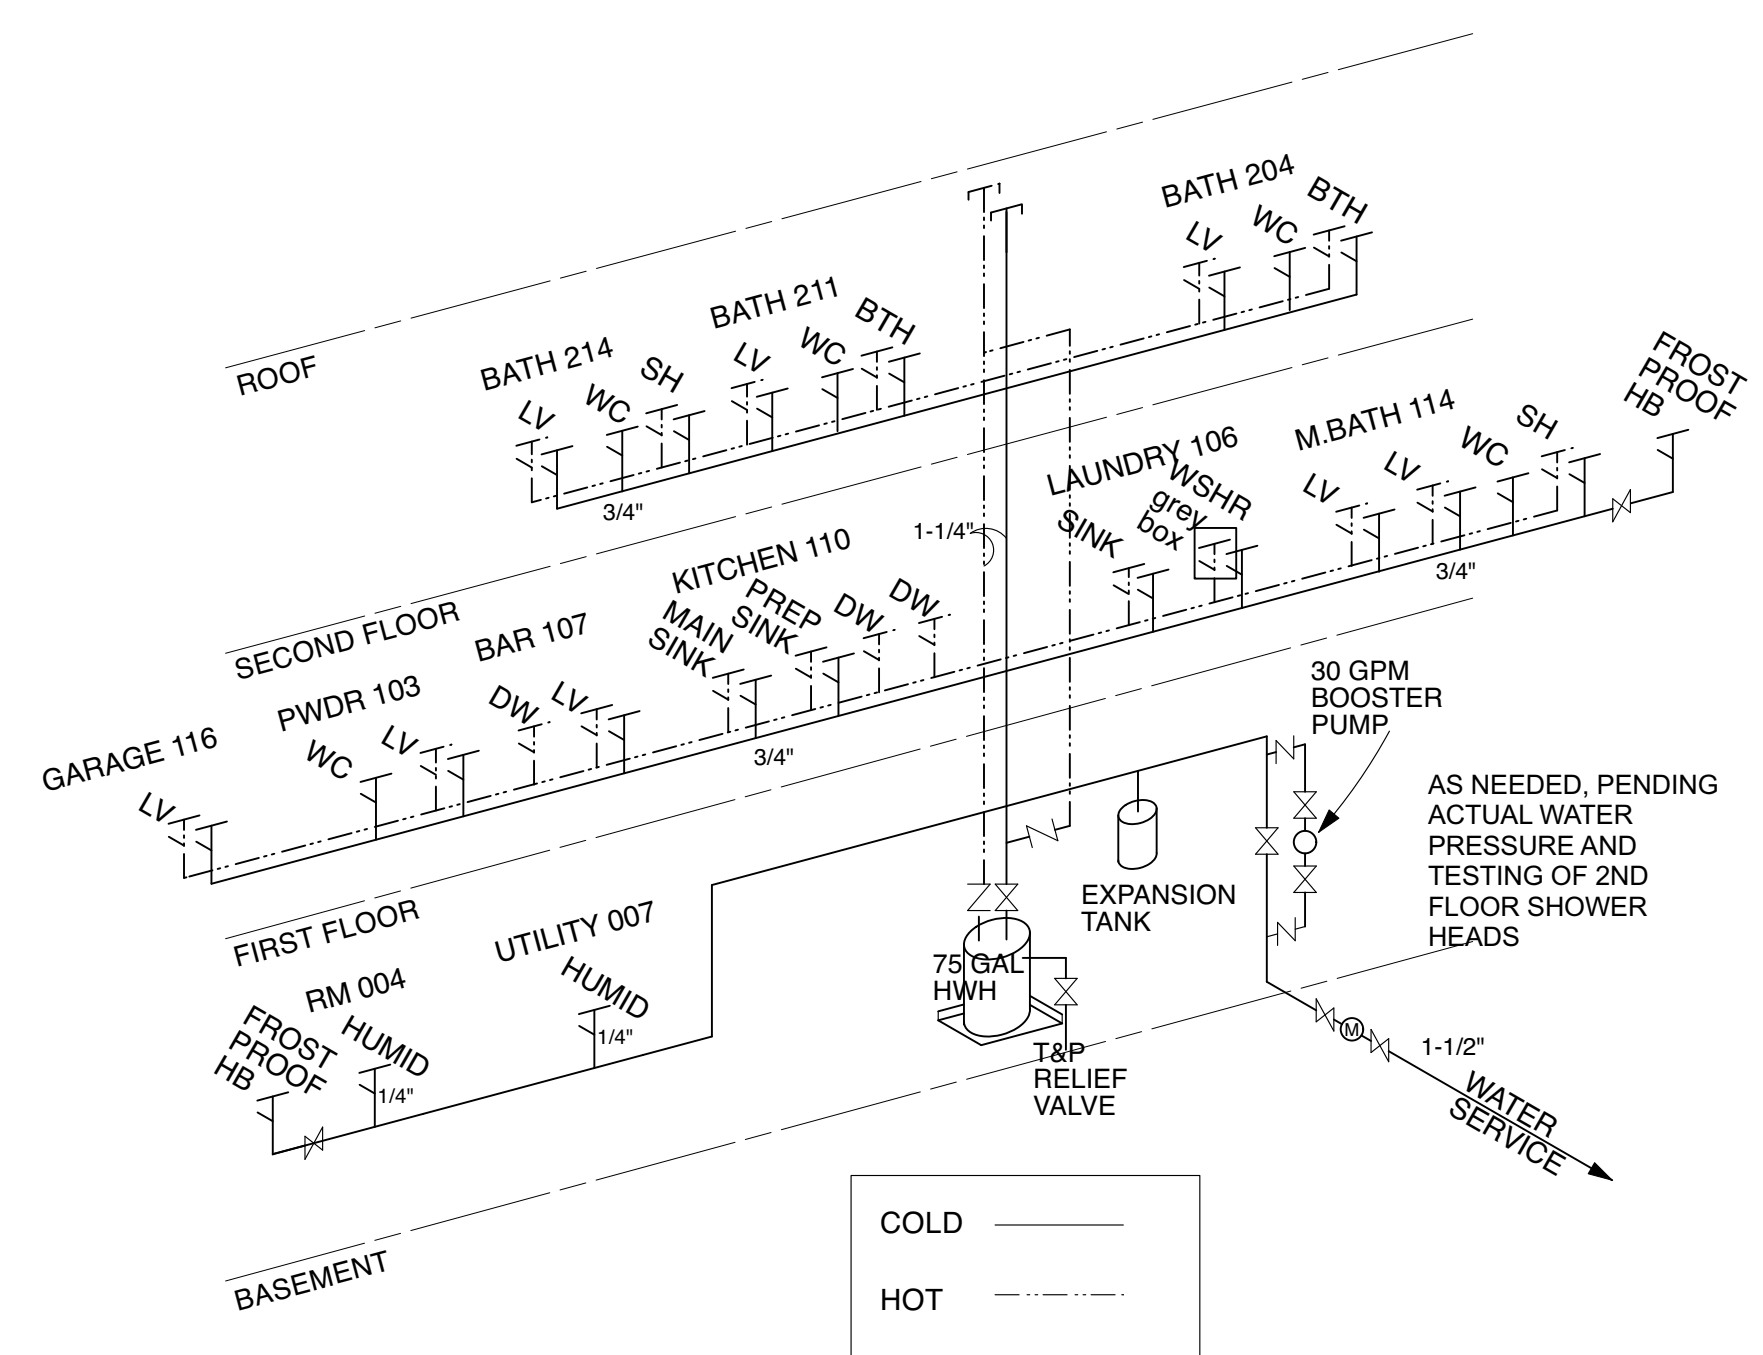 BATH 204
LV
WC
BTH
BATH 211
LV
WC
BTH
BATH 214
LV
WC
SH
ROOF
3/4"
FROST
PROOF
HB
M.BATH 114
LV
LV
WC
SH
3/4"
LAUNDRY 106
SINK
WSHR
grey
box
1-1/4"
KITCHEN 110
MAIN
SINK
PREP
SINK
DW
DW
SECOND FLOOR
BAR 107
DW
LV
3/4"
PWDR 103
WC
LV
GARAGE 116
LV
30 GPM
BOOSTER
PUMP
AS NEEDED, PENDING
ACTUAL WATER
PRESSURE AND
TESTING OF 2ND
FLOOR SHOWER
HEADS
EXPANSION
TANK
FIRST FLOOR
UTILITY 007
HUMID
1/4"
75 GAL
HWH
T&P
RELIEF
VALVE
RM 004
FROST
PROOF
HB
HUMID
1/4"
M
1-1/2"
WATER
SERVICE
BASEMENT
COLD
HOT